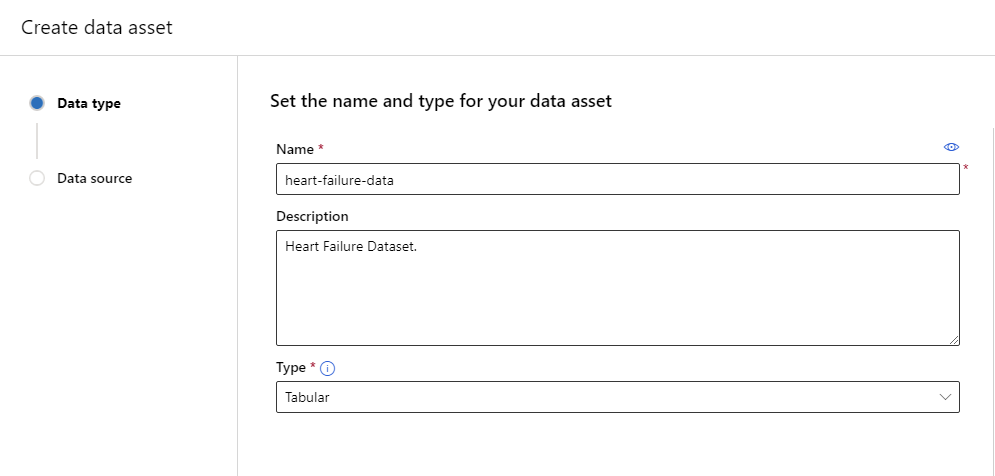 Create data asset
Data type
Data source
Set the name and type for your data asset
Name *
heart-failure-data
*
Description
Heart Failure Dataset.
Type * i
Tabular